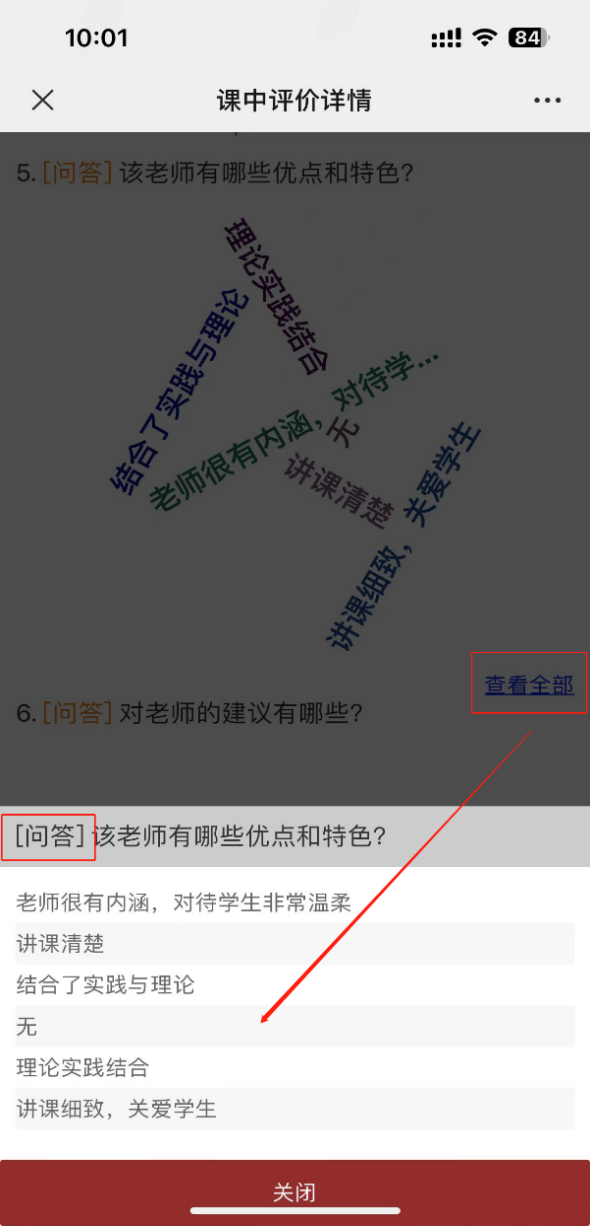 10:01
84
课中评价详情
5. [问答] 该老师有哪些优点和特色?
理论实践结合
结合了实践与理论
老师很有内涵，对待学...
无
讲课清楚
讲课细致，关爱学生
查看全部
6. [问答] 对老师的建议有哪些?
[问答] 该老师有哪些优点和特色?
老师很有内涵，对待学生非常温柔
讲课清楚
结合了实践与理论
无
理论实践结合
讲课细致，关爱学生
关闭